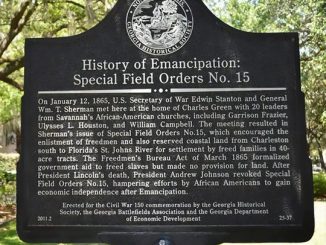 GEORGIA HISTORICAL SOCIETY
History of Emancipation:
Special Field Orders No. 15
On January 12, 1865, U.S. Secretary of War Edwin Stanton and General
Wm. T. Sherman met here at the home of Charles Green with 20 leaders
from Savannah's African-American churches, including Garrison Frazier,
Ulysses L. Houston, and William Campbell. The meeting resulted in
Sherman's issue of Special Field Orders No.15, which encouraged the
enlistment of freedmen and also reserved coastal land from Charleston
south to Florida's St. Johns River for settlement by freed families in 40-
acre tracts. The Freedmen's Bureau Act of March 1865 formalized
government aid to freed slaves but made no provision for land. After
President Lincoln's death, President Andrew Johnson revoked Special
Field Orders No.15, hampering efforts by African Americans to gain
economic independence after Emancipation.
Erected for the Civil War 150 commemoration by the Georgia Historical
Society, the Georgia Battlefields Association and the Georgia Department
of Economic Development
2011.2 25-37